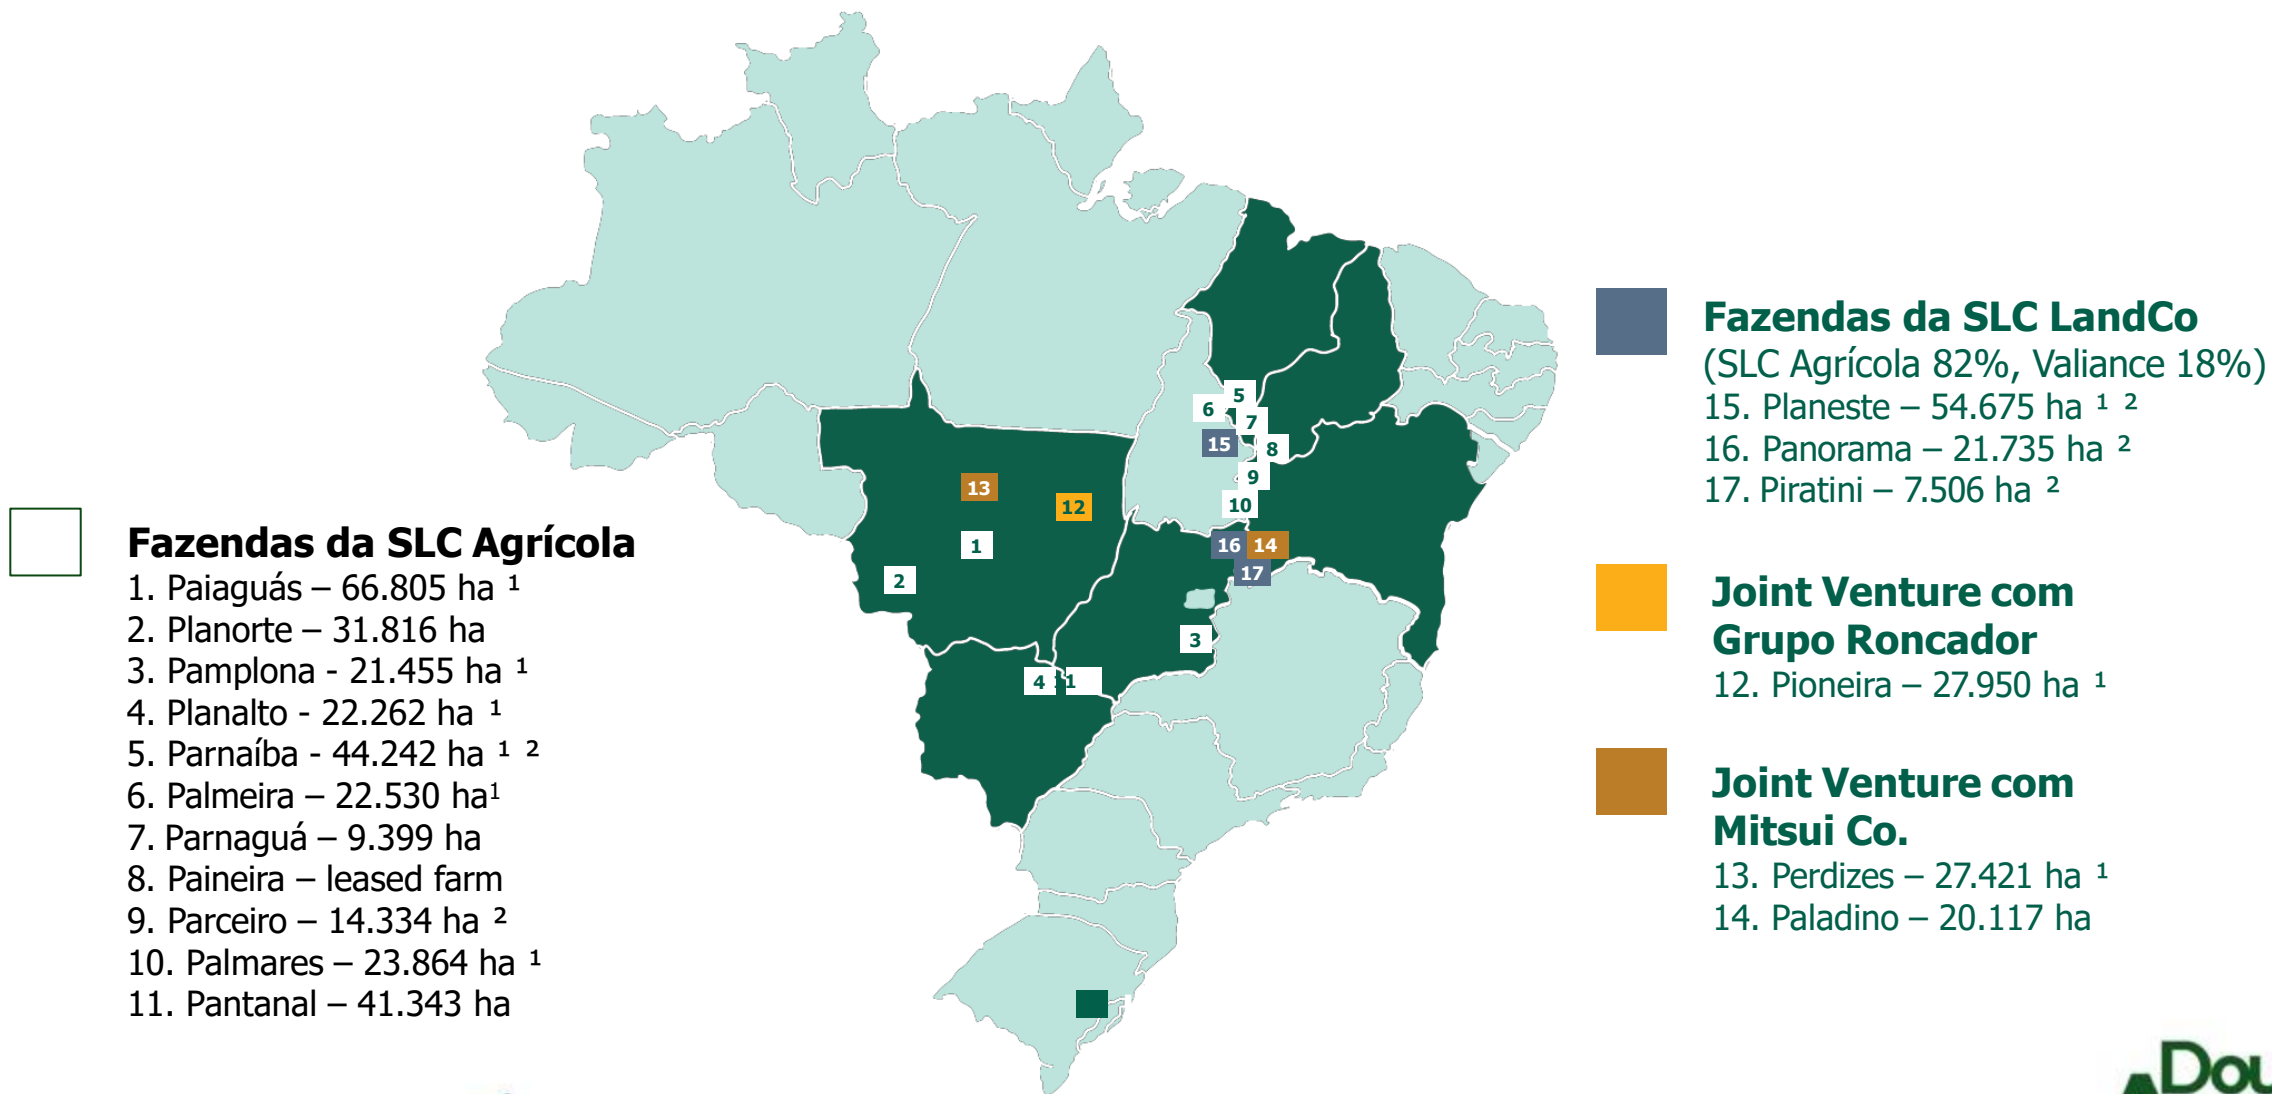 Fazendas da SLC Agrícola
1. Paiaguás – 66.805 ha ¹
2. Planorte – 31.816 ha
3. Pamplona - 21.455 ha ¹
4. Planalto - 22.262 ha ¹
5. Parnaíba - 44.242 ha ¹ ²
6. Palmeira – 22.530 ha¹
7. Parnaguá – 9.399 ha
8. Paineira – leased farm
9. Parceiro – 14.334 ha ²
10. Palmares – 23.864 ha ¹
11. Pantanal – 41.343 ha
5
6
7
15
8
9
13
12
10
1
16 14
2
17
3
4 11
Fazendas da SLC LandCo
(SLC Agrícola 82%, Valiance 18%)
15. Planeste – 54.675 ha ¹ ²
16. Panorama – 21.735 ha ²
17. Piratini – 7.506 ha ²
Joint Venture com
Grupo Roncador
12. Pioneira – 27.950 ha ¹
Joint Venture com
Mitsui Co.
13. Perdizes – 27.421 ha ¹
14. Paladino – 20.117 ha